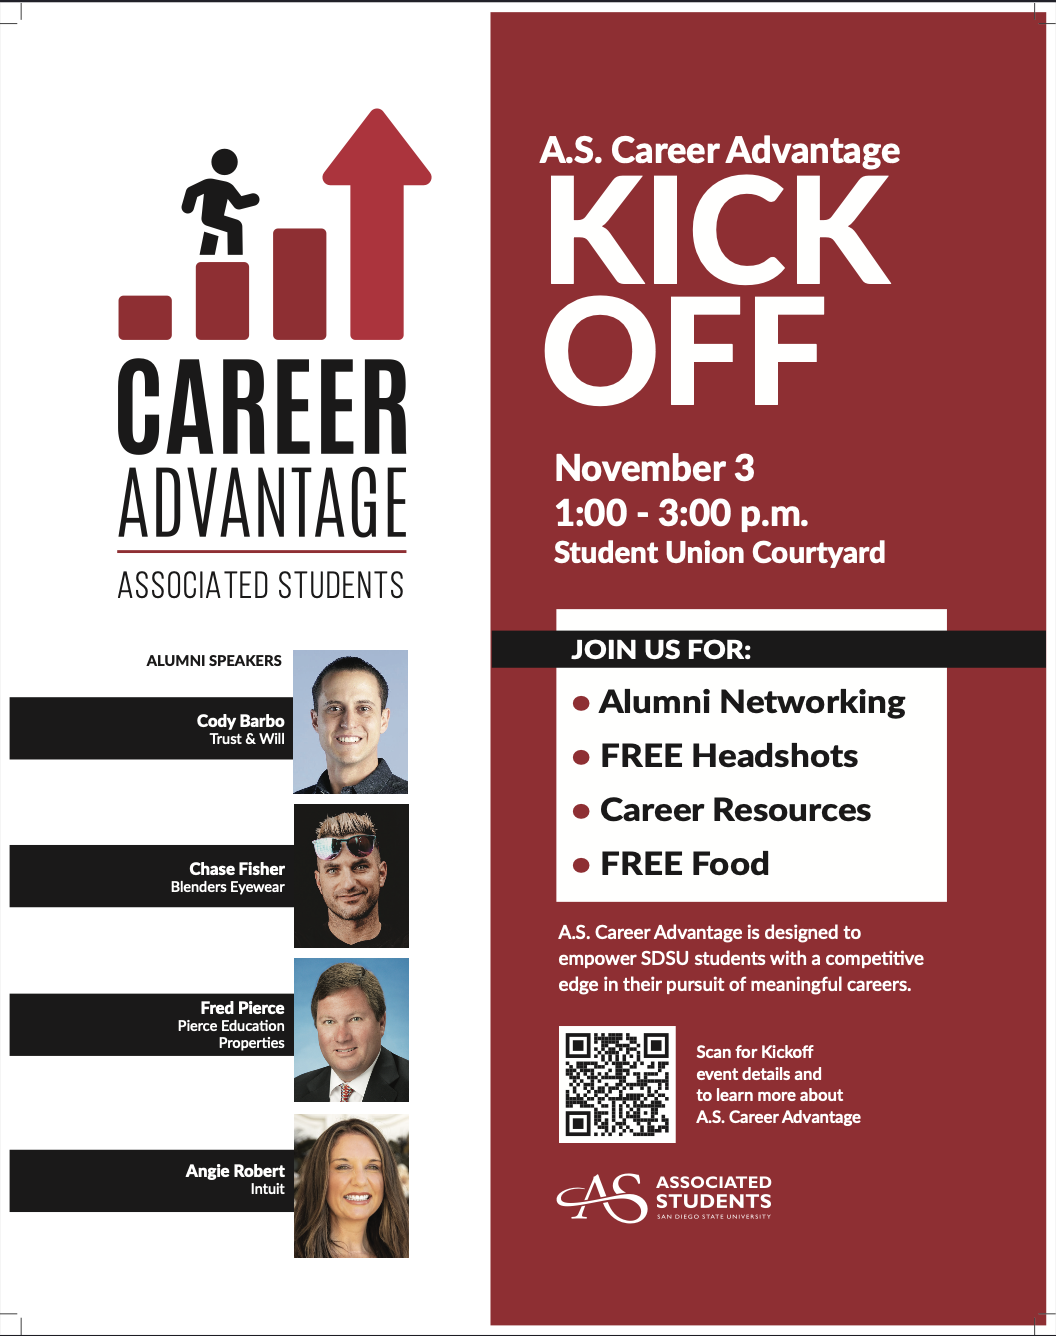 CAREER
ADVANTAGE
ASSOCIATED STUDENTS
ALUMNI SPEAKERS
Cody Barbo
Trust & Will
Chase Fisher
Blenders Eyewear
Fred Pierce
Pierce Education
Properties
Angie Robert
Intuit
A.S. Career Advantage
KICK
OFF
November 3
1:00 - 3:00 p.m.
Student Union Courtyard
JOIN US FOR:
• Alumni Networking
• FREE Headshots
• Career Resources
• FREE Food
A.S. Career Advantage is designed to
empower SDSU students with a competitive
edge in their pursuit of meaningful careers.
Scan for Kickoff
event details and
to learn more about
A.S. Career Advantage
AS ASSOCIATED
STUDENTS
SAN DIEGO STATE UNIVERSITY